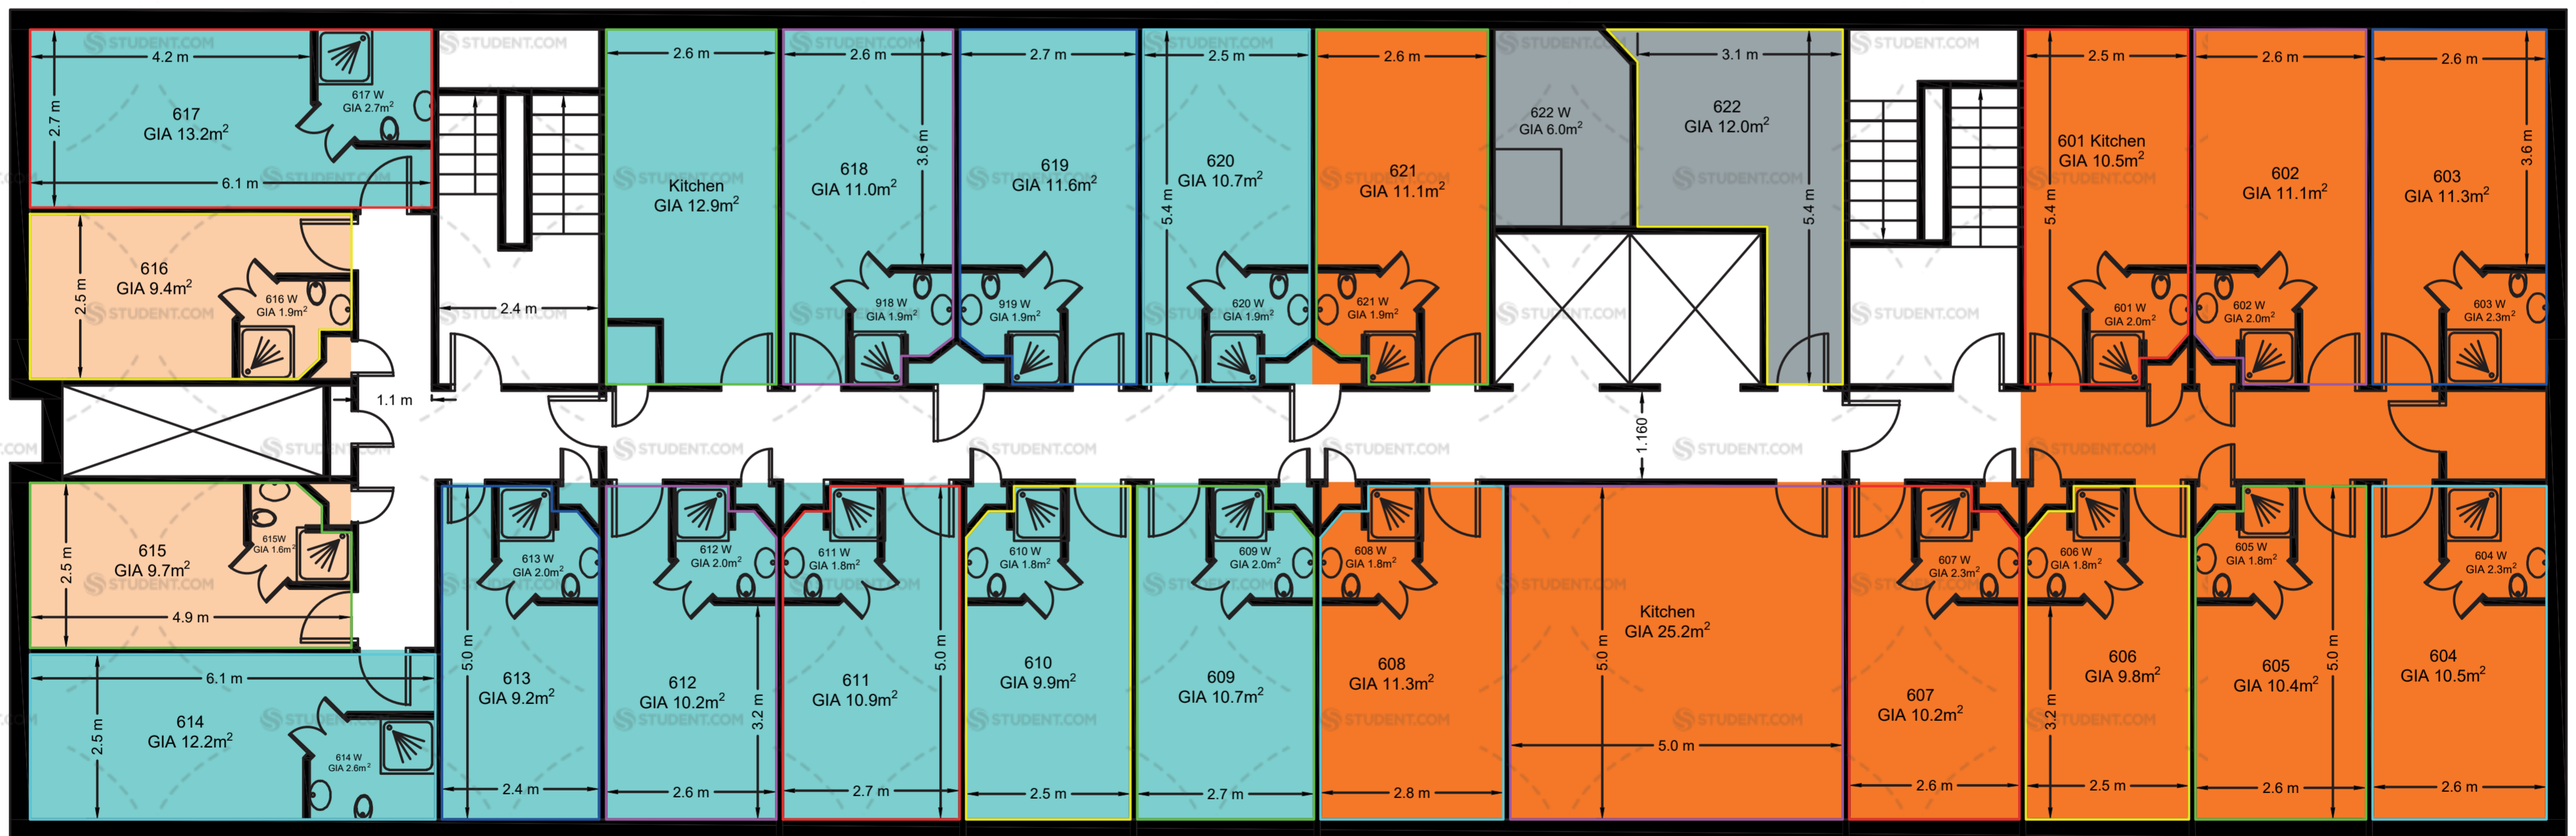 4.2 m
2.7 m
617
GIA 13.2m²
617 W
GIA 2.7m²
6.1 m
2.6 m
Kitchen
GIA 12.9m²
2.6 m
3.6 m
618
GIA 11.0m²
918 W
GIA 1.9m²
2.7 m
619
GIA 11.6m²
919 W
GIA 1.9m²
2.5 m
5.4 m
620
GIA 10.7m²
620 W
GIA 1.9m²
2.6 m
621
GIA 11.1m²
621 W
GIA 1.9m²
622 W
GIA 6.0m²
3.1 m
622
GIA 12.0m²
5.4 m
2.5 m
601 Kitchen
GIA 10.5m²
5.4 m
601 W
GIA 2.0m²
2.6 m
602
GIA 11.1m²
602 W
GIA 2.0m²
2.6 m
3.6 m
603
GIA 11.3m²
603 W
GIA 2.3m²
616
GIA 9.4m²
2.5 m
616 W
GIA 1.9m²
2.4 m
1.1 m
1.160
615
GIA 9.7m²
2.5 m
615W
GIA 1.6m²
4.9 m
6.1 m
2.5 m
614
GIA 12.2m²
614 W
GIA 2.6m²
613 W
GIA 2.0m²
5.0 m
613
GIA 9.2m²
2.4 m
612 W
GIA 2.0m²
612
GIA 10.2m²
3.2 m
2.6 m
611 W
GIA 1.8m²
5.0 m
611
GIA 10.9m²
2.7 m
610 W
GIA 1.8m²
610
GIA 9.9m²
2.5 m
609 W
GIA 2.0m²
609
GIA 10.7m²
2.7 m
608 W
GIA 1.8m²
608
GIA 11.3m²
2.8 m
Kitchen
GIA 25.2m²
5.0 m
5.0 m
607 W
GIA 2.3m²
607
GIA 10.2m²
2.6 m
606 W
GIA 1.8m²
606
GIA 9.8m²
3.2 m
2.5 m
605 W
GIA 1.8m²
605
GIA 10.4m²
5.0 m
2.6 m
604 W
GIA 2.3m²
604
GIA 10.5m²
2.6 m
STUDENT.COM